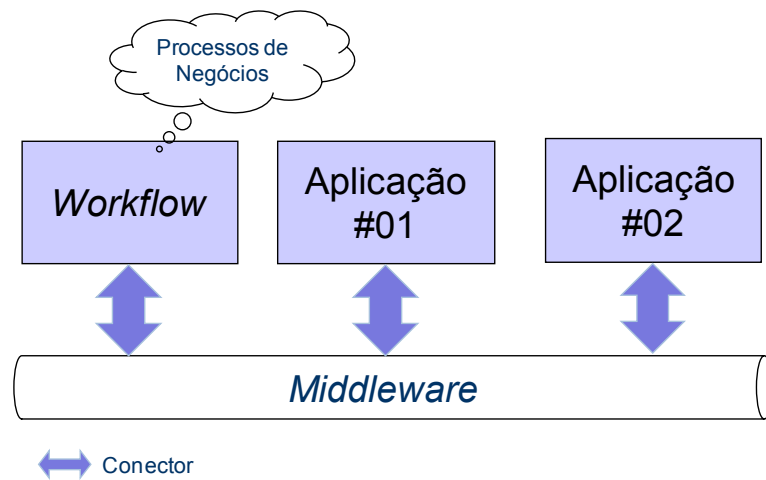 Processos de
Negócios
Workflow
Aplicação
#01
Aplicação
#02
Middleware
Conector